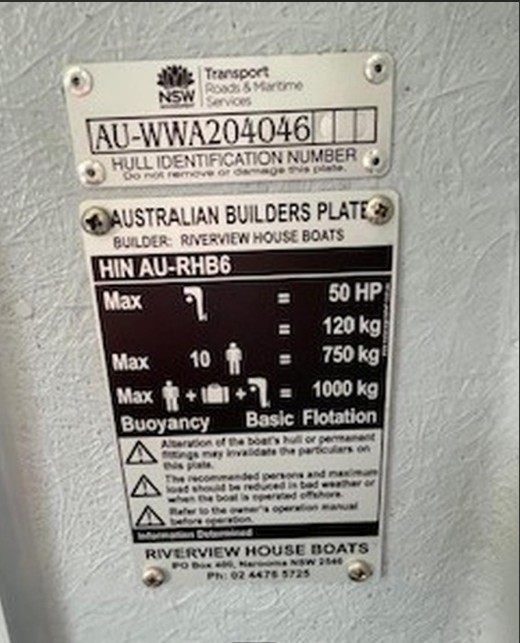 Transport
Roads & Maritime
Services
NSW
AU-WWA204046
HULL IDENTIFICATION NUMBER
Do not remove or damage this plate.
AUSTRALIAN BUILDERS PLATE
BUILDER: RIVERVIEW HOUSE BOATS
HIN AU-RHB6
Max = 50 HP
= 120 kg
Max 10 = 750 kg
Max + + = 1000 kg
Buoyancy Basic Flotation
Alteration of the boat's hull or permanent
fittings may invalidate the particulars on
this plate.
The recommended persons and maximum
load should be reduced in bad weather or
when the boat is operated offshore.
Refer to the owner's operation manual
before operation.
Information Determined
RIVERVIEW HOUSE BOATS
PO Box 400, Narooma NSW 2546
Ph: 02 4476 5725